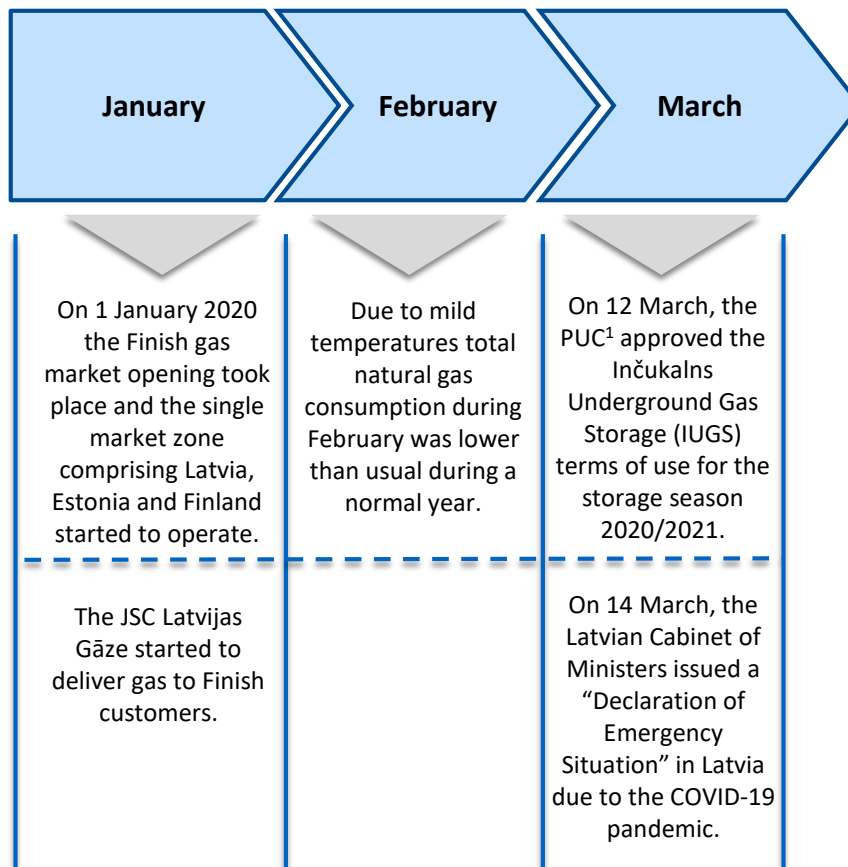 January
February
March
On 1 January 2020
the Finish gas
market opening took
place and the single
market zone
comprising Latvia,
Estonia and Finland
started to operate.
The JSC Latvijas
Gāze started to
deliver gas to Finish
customers.
Due to mild
temperatures total
natural gas
consumption during
February was lower
than usual during a
normal year.
On 12 March, the
PUC¹ approved the
Inčukalns
Underground Gas
Storage (IUGS)
terms of use for the
storage season
2020/2021.
On 14 March, the
Latvian Cabinet of
Ministers issued a
“Declaration of
Emergency
Situation” in Latvia
due to the COVID-19
pandemic.